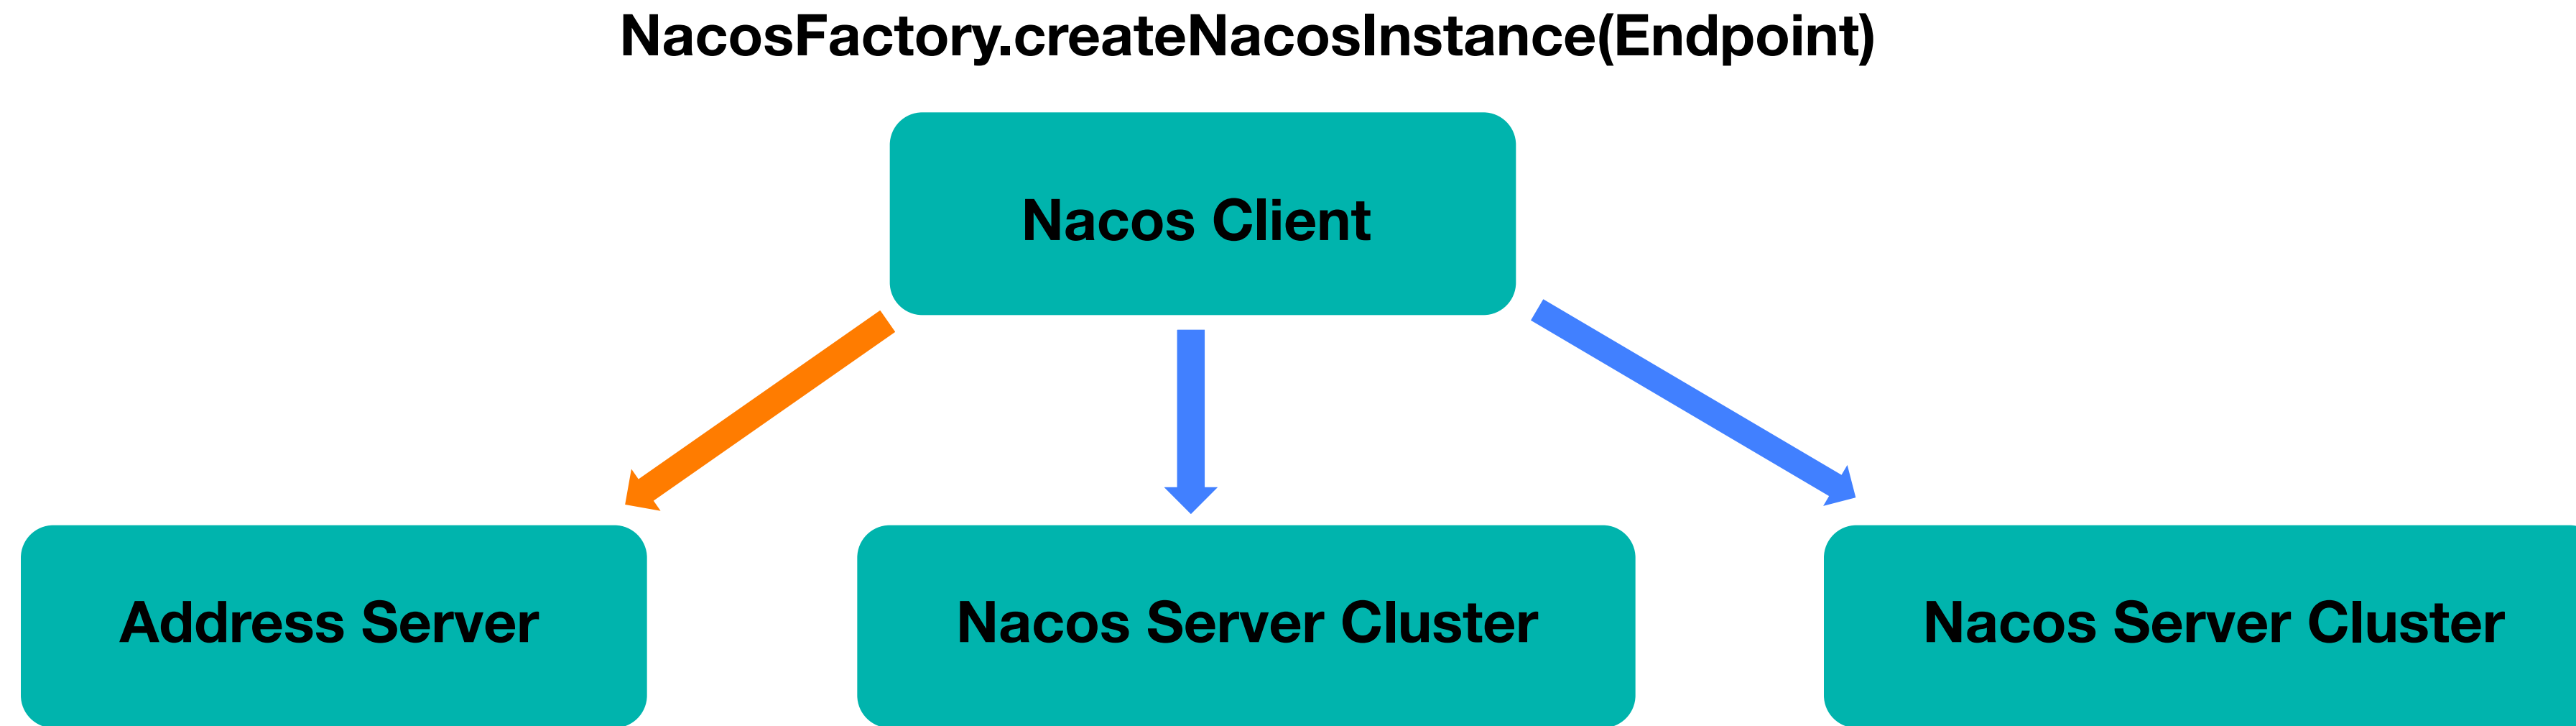 NacosFactory.createNacosInstance(Endpoint)
Nacos Client
Address Server
Nacos Server Cluster
Nacos Server Cluster